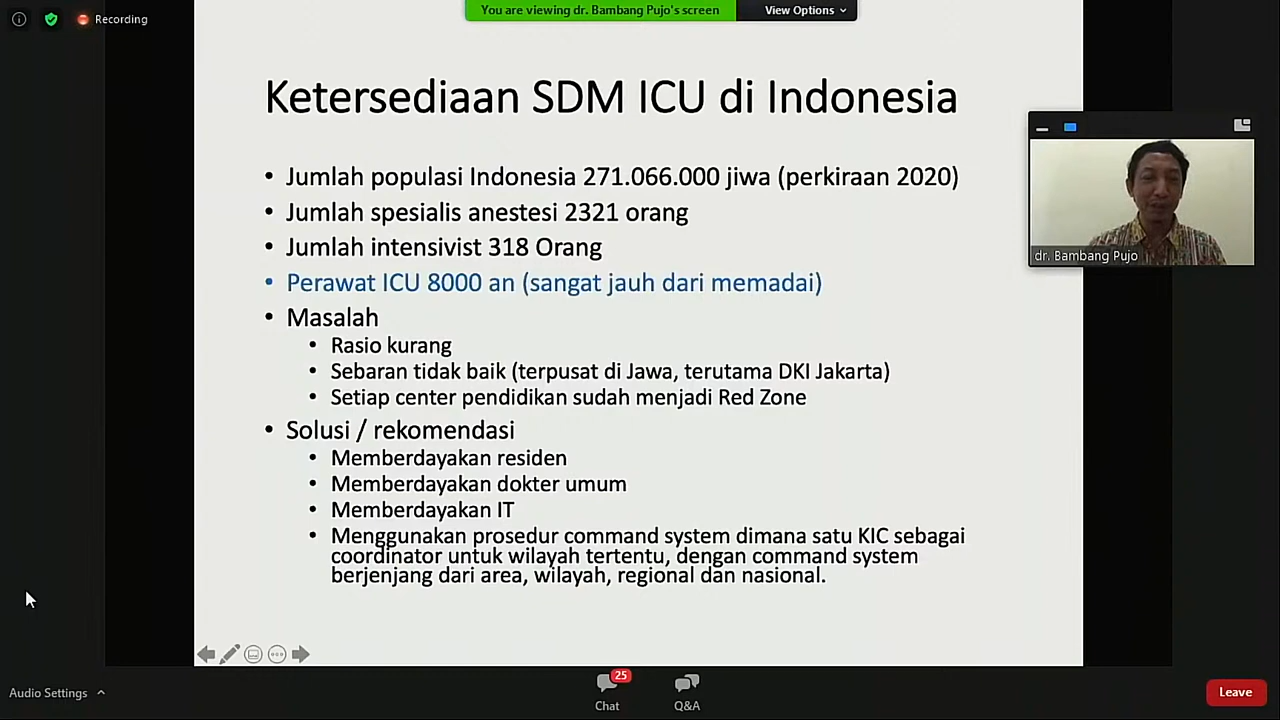 Recording
You are viewing dr. Bambang Pujo's screen
View Options
Ketersediaan SDM ICU di Indonesia
• Jumlah populasi Indonesia 271.066.000 jiwa (perkiraan 2020)
• Jumlah spesialis anestesi 2321 orang
• Jumlah intensivist 318 Orang
• Perawat ICU 8000 an (sangat jauh dari memadai)
• Masalah
• Rasio kurang
• Sebaran tidak baik (terpusat di Jawa, terutama DKI Jakarta)
• Setiap center pendidikan sudah menjadi Red Zone
• Solusi / rekomendasi
• Memberdayakan residen
• Memberdayakan dokter umum
• Memberdayakan IT
• Menggunakan prosedur command system dimana satu KIC sebagai
coordinator untuk wilayah tertentu, dengan command system
berjenjang dari area, wilayah, regional dan nasional.
dr. Bambang Pujo
Audio Settings
25
Chat
Q&A
Leave